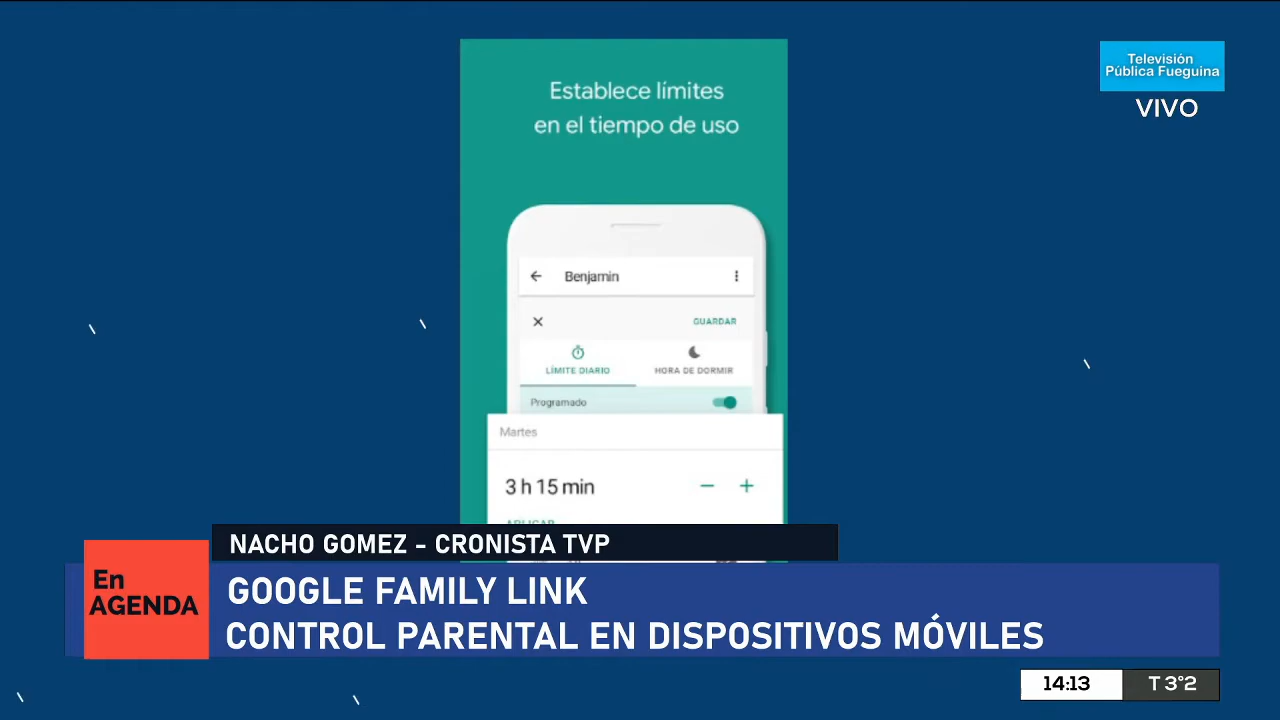 Establece límites
en el tiempo de uso
Televisión
Pública Fueguina
VIVO
Benjamin
GUARDAR
LÍMITE DIARIO
HORA DE DORMIR
Programado
Martes
3 h 15 min
APLICAR
NACHO GOMEZ - CRONISTA TVP
En
AGENDA
GOOGLE FAMILY LINK
CONTROL PARENTAL EN DISPOSITIVOS MÓVILES
14:13
T 3°2